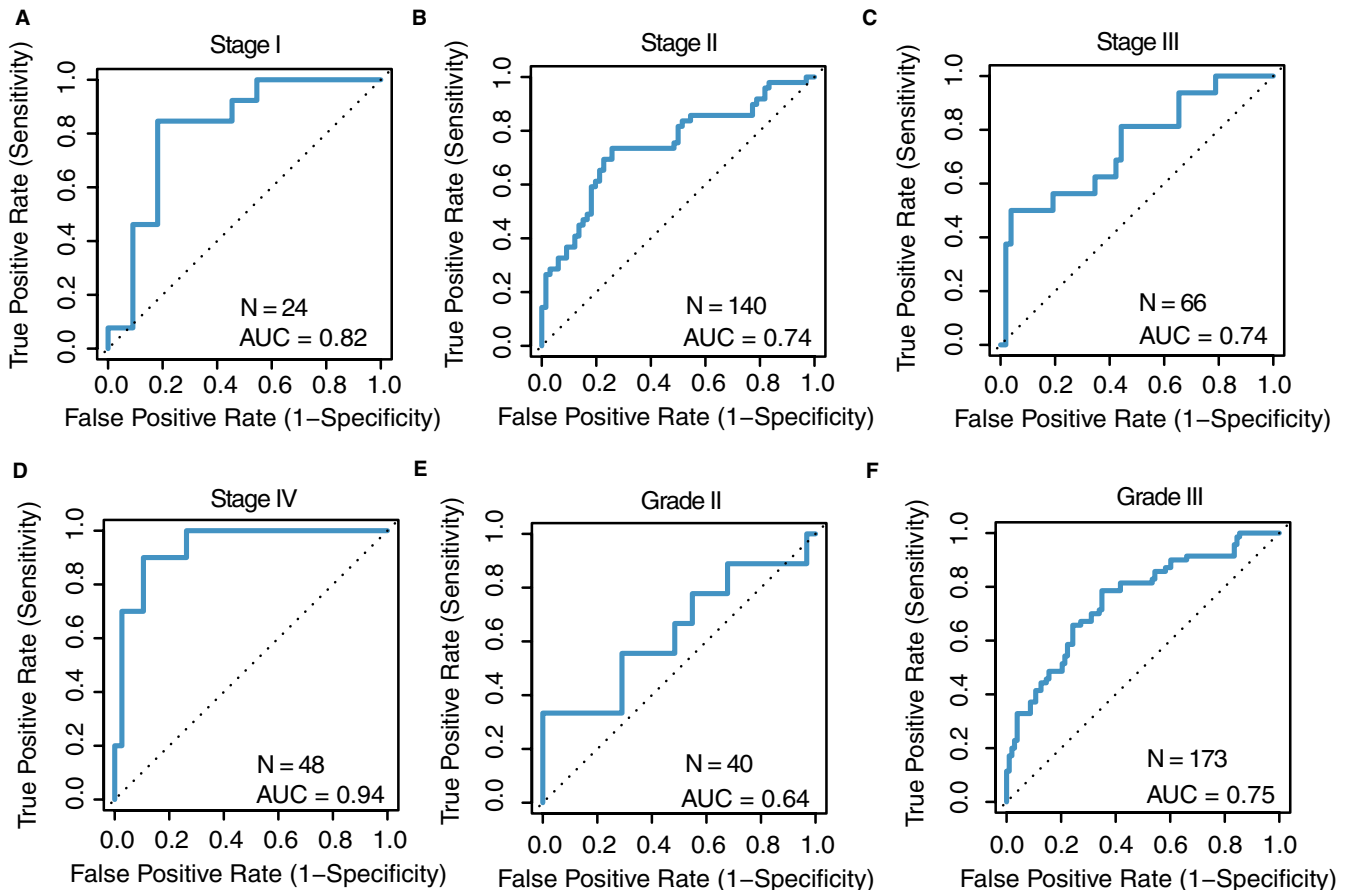 A
Stage I
True Positive Rate (Sensitivity)
0.0 0.2 0.4 0.6 0.8 1.0
N = 24
AUC = 0.82
0.0 0.2 0.4 0.6 0.8 1.0
False Positive Rate (1−Specificity)
B
Stage II
True Positive Rate (Sensitivity)
0.0 0.2 0.4 0.6 0.8 1.0
N = 140
AUC = 0.74
0.0 0.2 0.4 0.6 0.8 1.0
False Positive Rate (1−Specificity)
C
Stage III
True Positive Rate (Sensitivity)
0.0 0.2 0.4 0.6 0.8 1.0
N = 66
AUC = 0.74
0.0 0.2 0.4 0.6 0.8 1.0
False Positive Rate (1−Specificity)
D
Stage IV
True Positive Rate (Sensitivity)
0.0 0.2 0.4 0.6 0.8 1.0
N = 48
AUC = 0.94
0.0 0.2 0.4 0.6 0.8 1.0
False Positive Rate (1−Specificity)
E
Grade II
True Positive Rate (Sensitivity)
0.0 0.2 0.4 0.6 0.8 1.0
N = 40
AUC = 0.64
0.0 0.2 0.4 0.6 0.8 1.0
False Positive Rate (1−Specificity)
F
Grade III
True Positive Rate (Sensitivity)
0.0 0.2 0.4 0.6 0.8 1.0
N = 173
AUC = 0.75
0.0 0.2 0.4 0.6 0.8 1.0
False Positive Rate (1−Specificity)